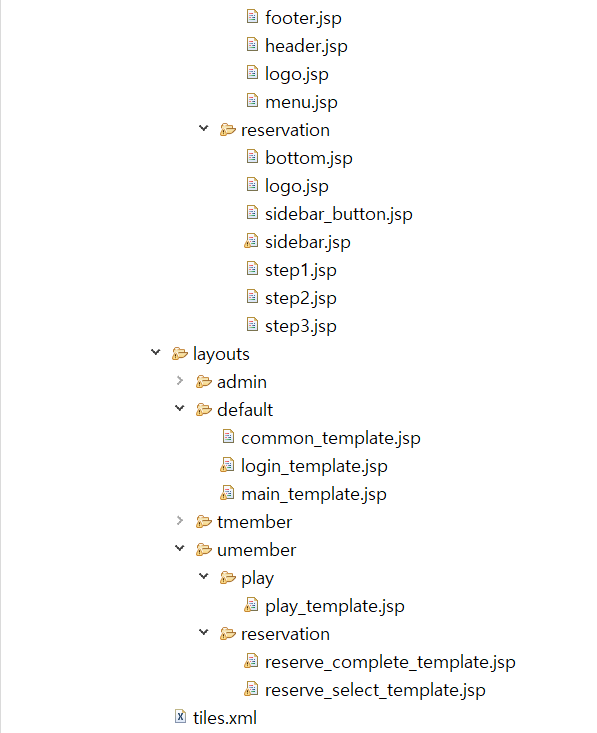 footer.jsp
header.jsp
logo.jsp
menu.jsp
reservation
bottom.jsp
logo.jsp
sidebar_button.jsp
sidebar.jsp
step1.jsp
step2.jsp
step3.jsp
layouts
admin
default
common_template.jsp
login_template.jsp
main_template.jsp
tmember
umember
play
play_template.jsp
reservation
reserve_complete_template.jsp
reserve_select_template.jsp
tiles.xml